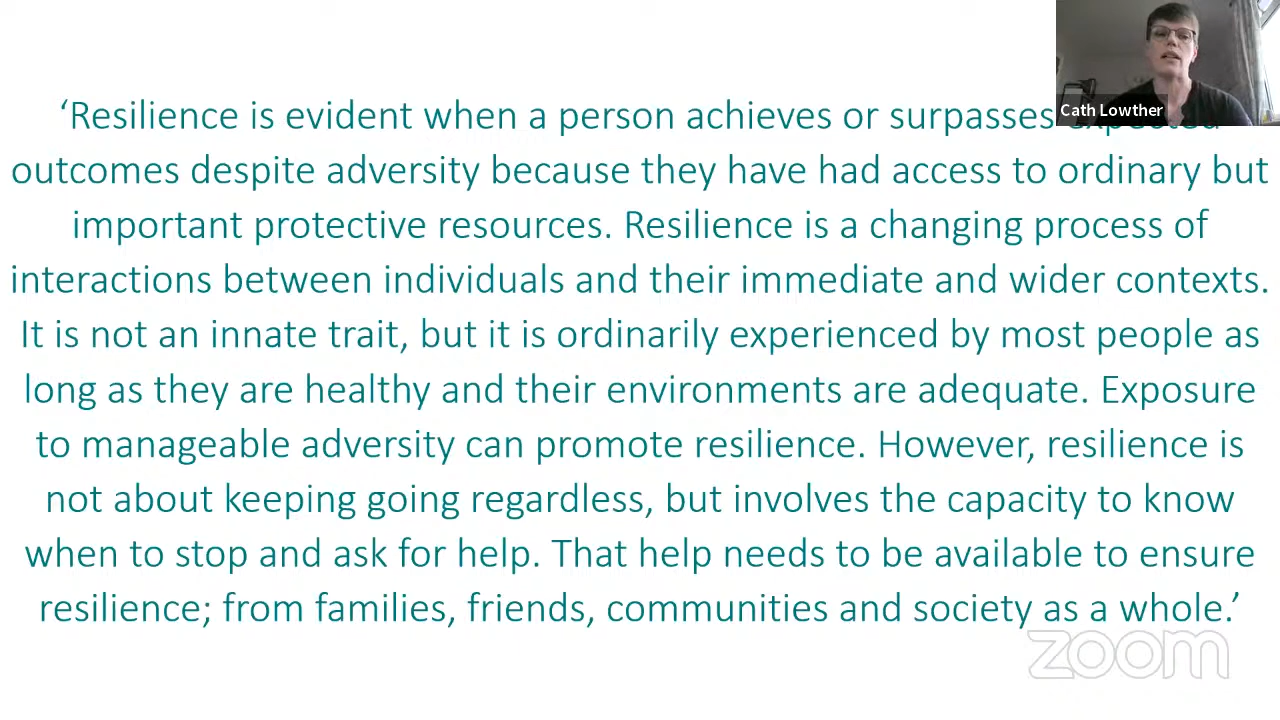 ‘Resilience is evident when a person achieves or surpasses expected
outcomes despite adversity because they have had access to ordinary but
important protective resources. Resilience is a changing process of
interactions between individuals and their immediate and wider contexts.
It is not an innate trait, but it is ordinarily experienced by most people as
long as they are healthy and their environments are adequate. Exposure
to manageable adversity can promote resilience. However, resilience is
not about keeping going regardless, but involves the capacity to know
when to stop and ask for help. That help needs to be available to ensure
resilience; from families, friends, communities and society as a whole.’
Cath Lowther
zoom